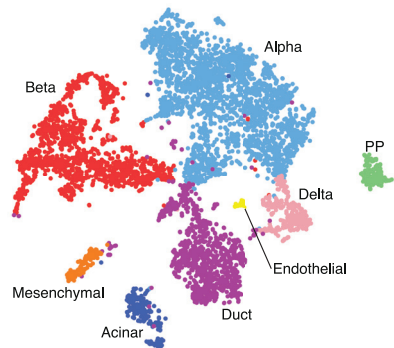 Alpha
Beta
PP
Delta
Endothelial
Mesenchymal
Duct
Acinar